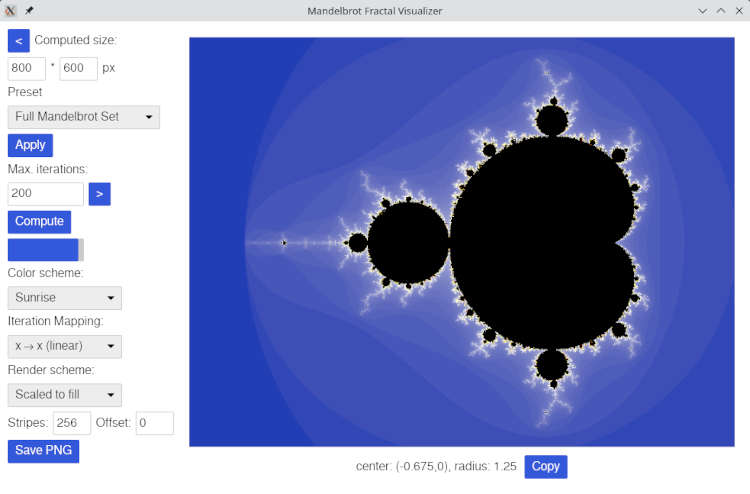 Mandelbrot Fractal Visualizer
< Computed size:
800 * 600 px
Preset
Full Mandelbrot Set
Apply
Max. iterations:
200 >
Compute
Color scheme:
Sunrise
Iteration Mapping:
x → x (linear)
Render scheme:
Scaled to fill
Stripes: 256 Offset: 0
Save PNG
center: (-0.675,0), radius: 1.25 Copy